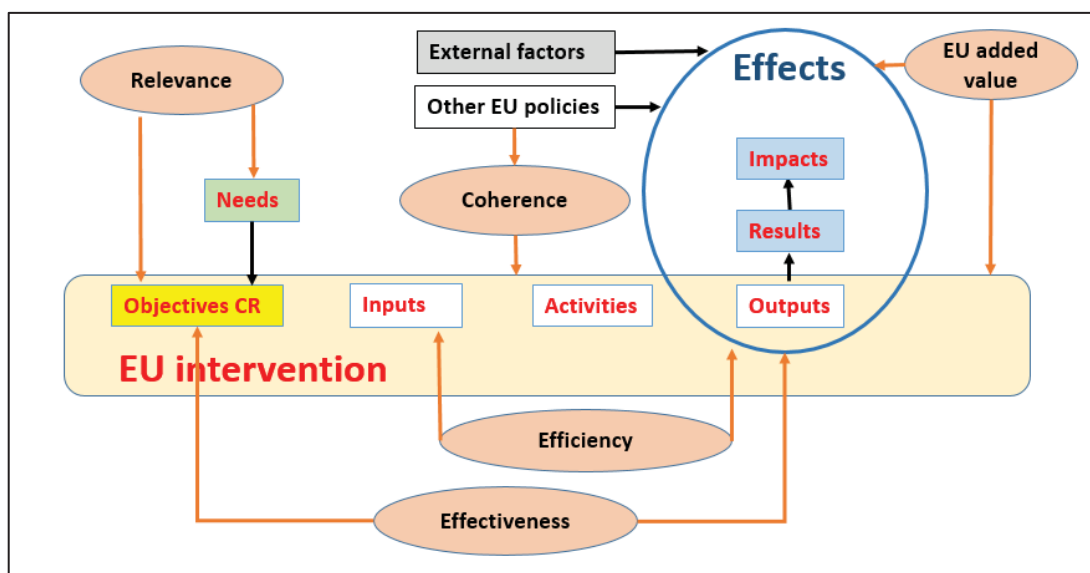 External factors
Effects
EU added
value
Relevance
Other EU policies
Impacts
Needs
Coherence
Results
Objectives CR
Inputs
Activities
Outputs
EU intervention
Efficiency
Effectiveness